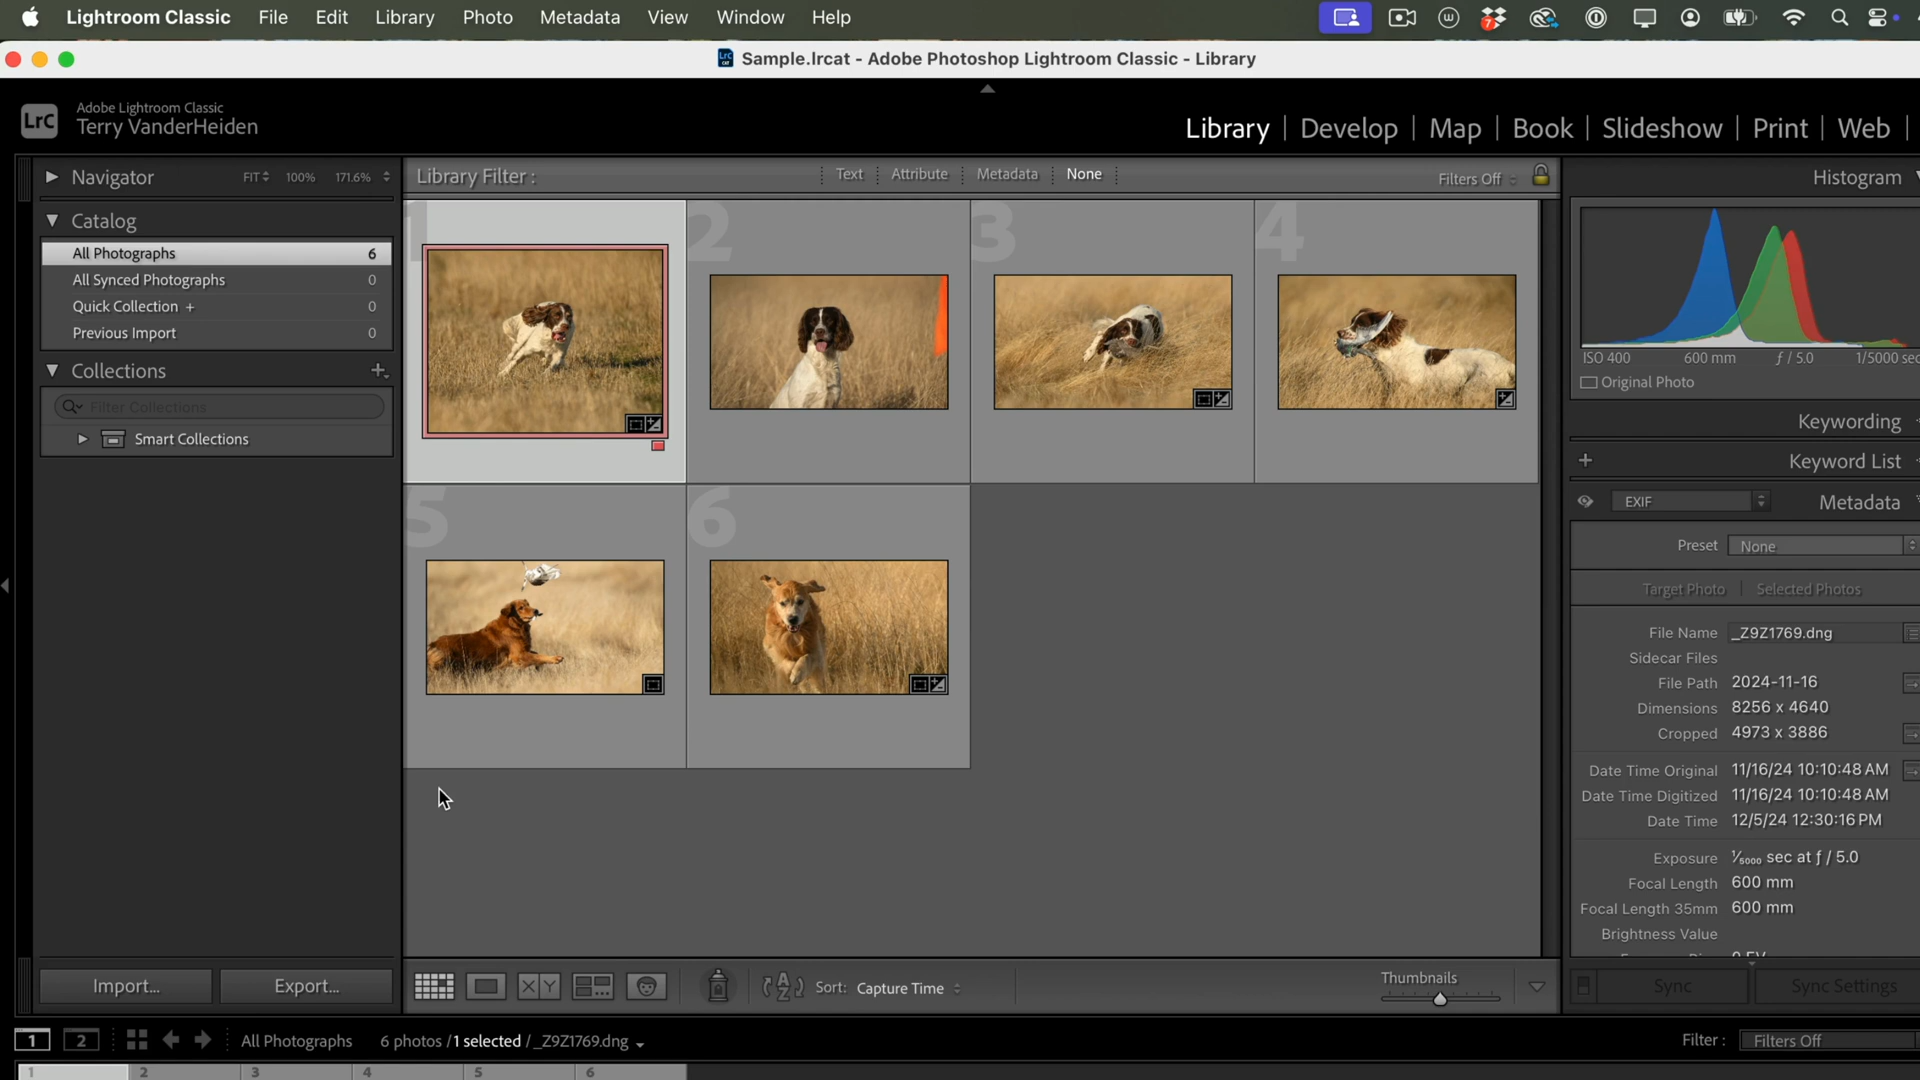 Lightroom Classic File Edit Library Photo Metadata View Window Help
7
LrC CAT Sample.lrcat - Adobe Photoshop Lightroom Classic - Library
LrC
Adobe Lightroom Classic
Terry VanderHeiden
Library | Develop | Map | Book | Slideshow | Print | Web |
Navigator FIT 100% 171.6%
Library Filter : Text Attribute Metadata None Filters Off
Histogram
Catalog
All Photographs 6
All Synced Photographs 0
Quick Collection + 0
Previous Import 0
Collections +
Filter Collections
Smart Collections
1 2 3 4
5 6
ISO 400 600 mm ƒ / 5.0 1/5000 sec
Original Photo
Keywording
+ Keyword List
EXIF Metadata
Preset None
Target Photo Selected Photos
File Name _Z9Z1769.dng
Sidecar Files
File Path 2024-11-16
Dimensions 8256 x 4640
Cropped 4973 x 3886
Date Time Original 11/16/24 10:10:48 AM
Date Time Digitized 11/16/24 10:10:48 AM
Date Time 12/5/24 12:30:16 PM
Exposure 1/5000 sec at ƒ / 5.0
Focal Length 600 mm
Focal Length 35mm 600 mm
Brightness Value
Import... Export...
X Y
A Z Sort: Capture Time
Thumbnails
Sync Sync Settings
1 2 All Photographs 6 photos / 1 selected / _Z9Z1769.dng
Filter : Filters Off
1 2 3 4 5 6